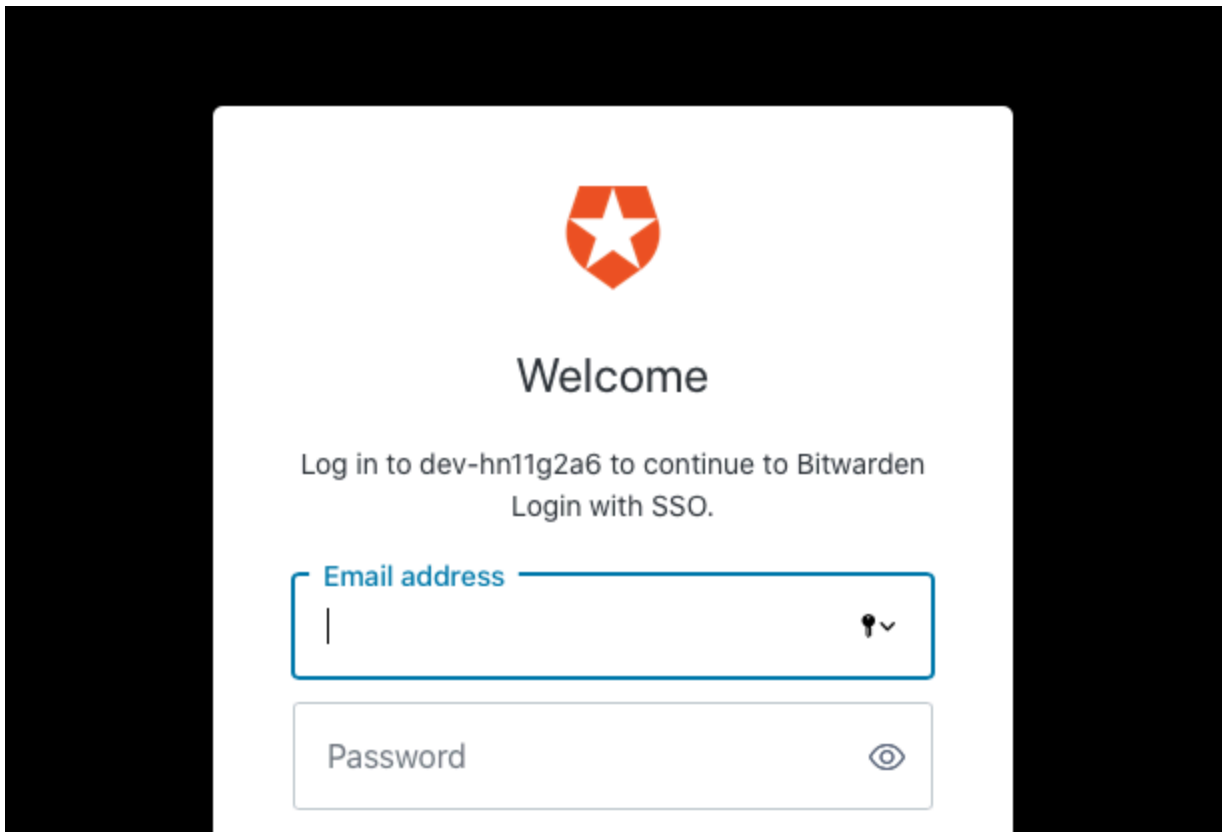 Welcome
Log in to dev-hn11g2a6 to continue to Bitwarden
Login with SSO.
Email address
Password